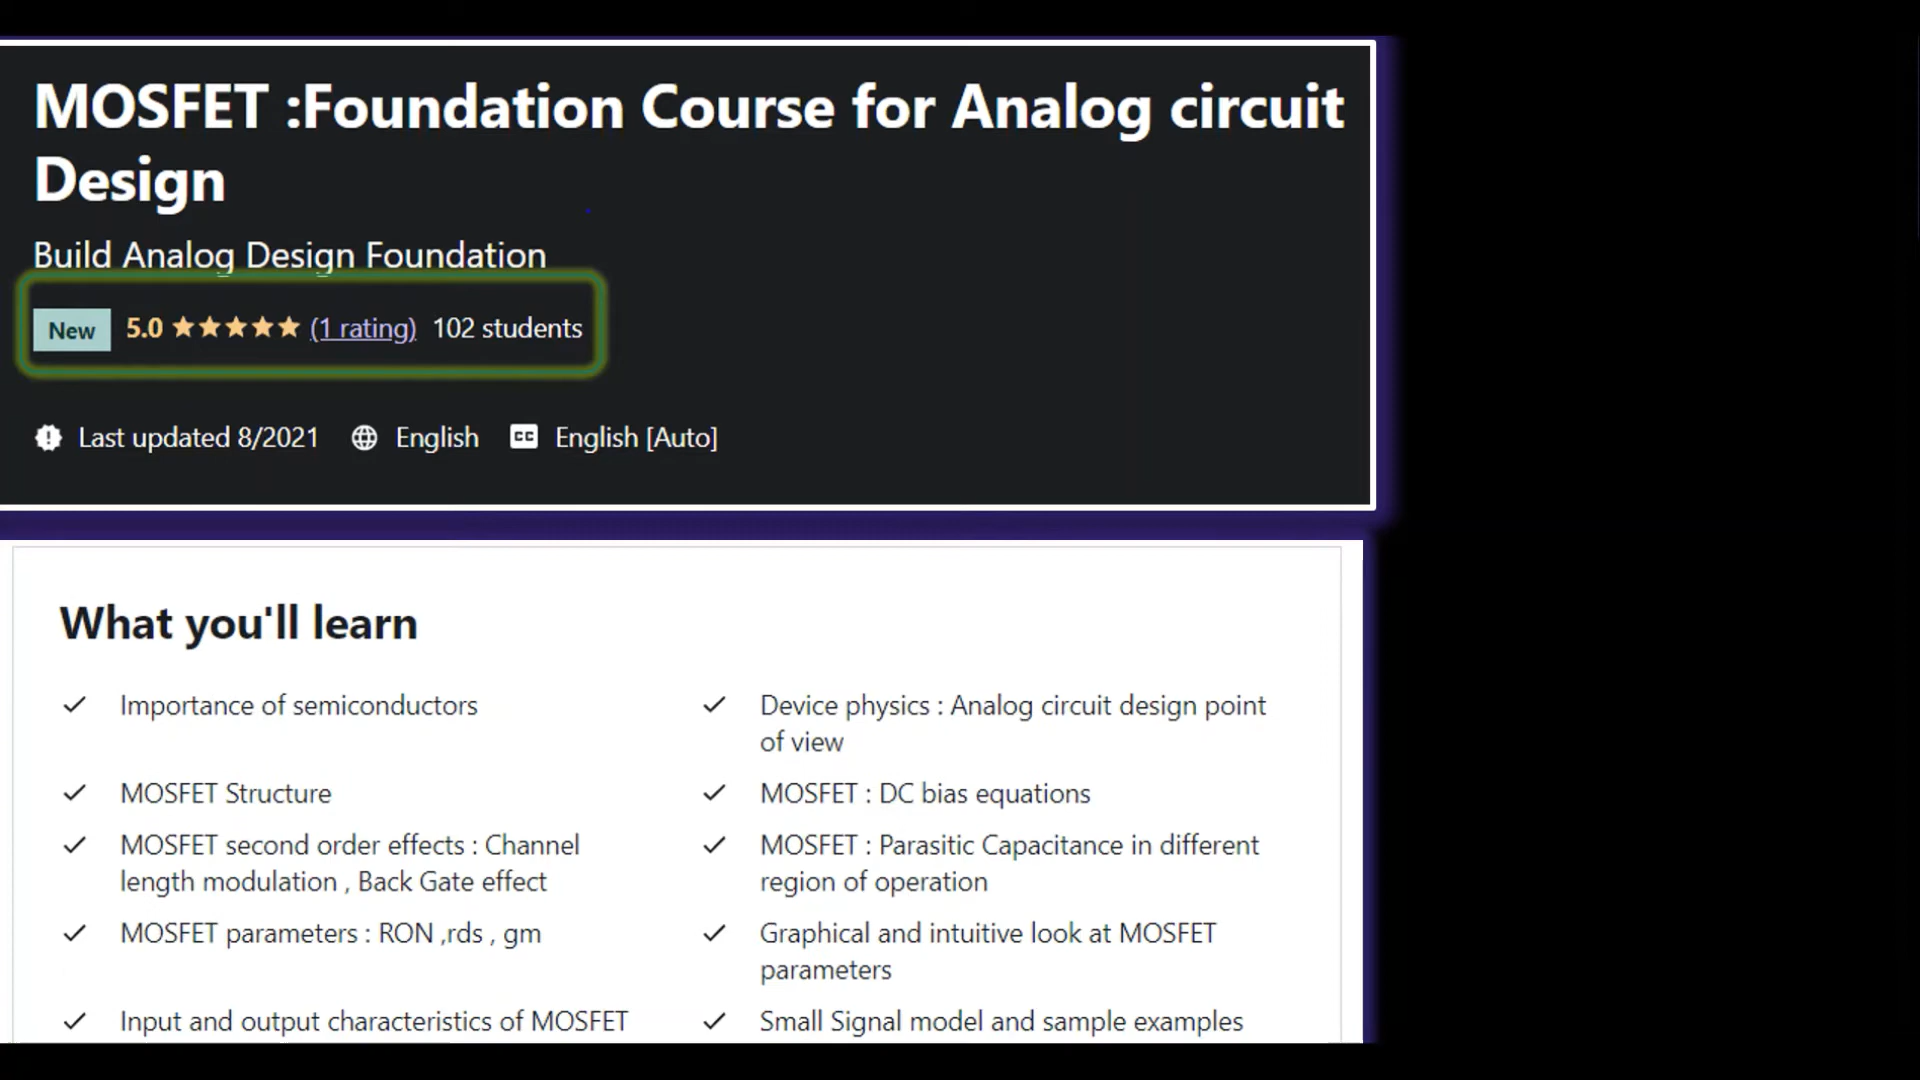 MOSFET :Foundation Course for Analog circuit
Design
Build Analog Design Foundation
New 5.0 (1 rating) 102 students
Last updated 8/2021 English CC English [Auto]
What you'll learn
Importance of semiconductors
Device physics : Analog circuit design point
of view
MOSFET Structure
MOSFET : DC bias equations
MOSFET second order effects : Channel
length modulation , Back Gate effect
MOSFET : Parasitic Capacitance in different
region of operation
MOSFET parameters : RON ,rds , gm
Graphical and intuitive look at MOSFET
parameters
Input and output characteristics of MOSFET
Small Signal model and sample examples